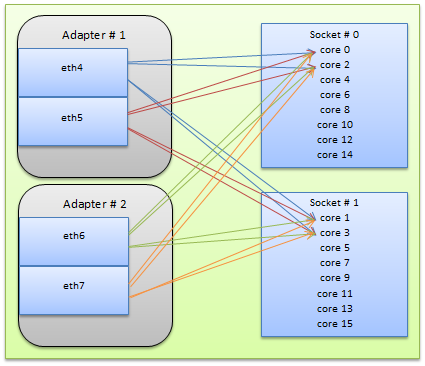 Adapter # 1
eth4
eth5
Adapter # 2
eth6
eth7
Socket # 0
core 0
core 2
core 4
core 6
core 8
core 10
core 12
core 14
Socket # 1
core 1
core 3
core 5
core 7
core 9
core 11
core 13
core 15